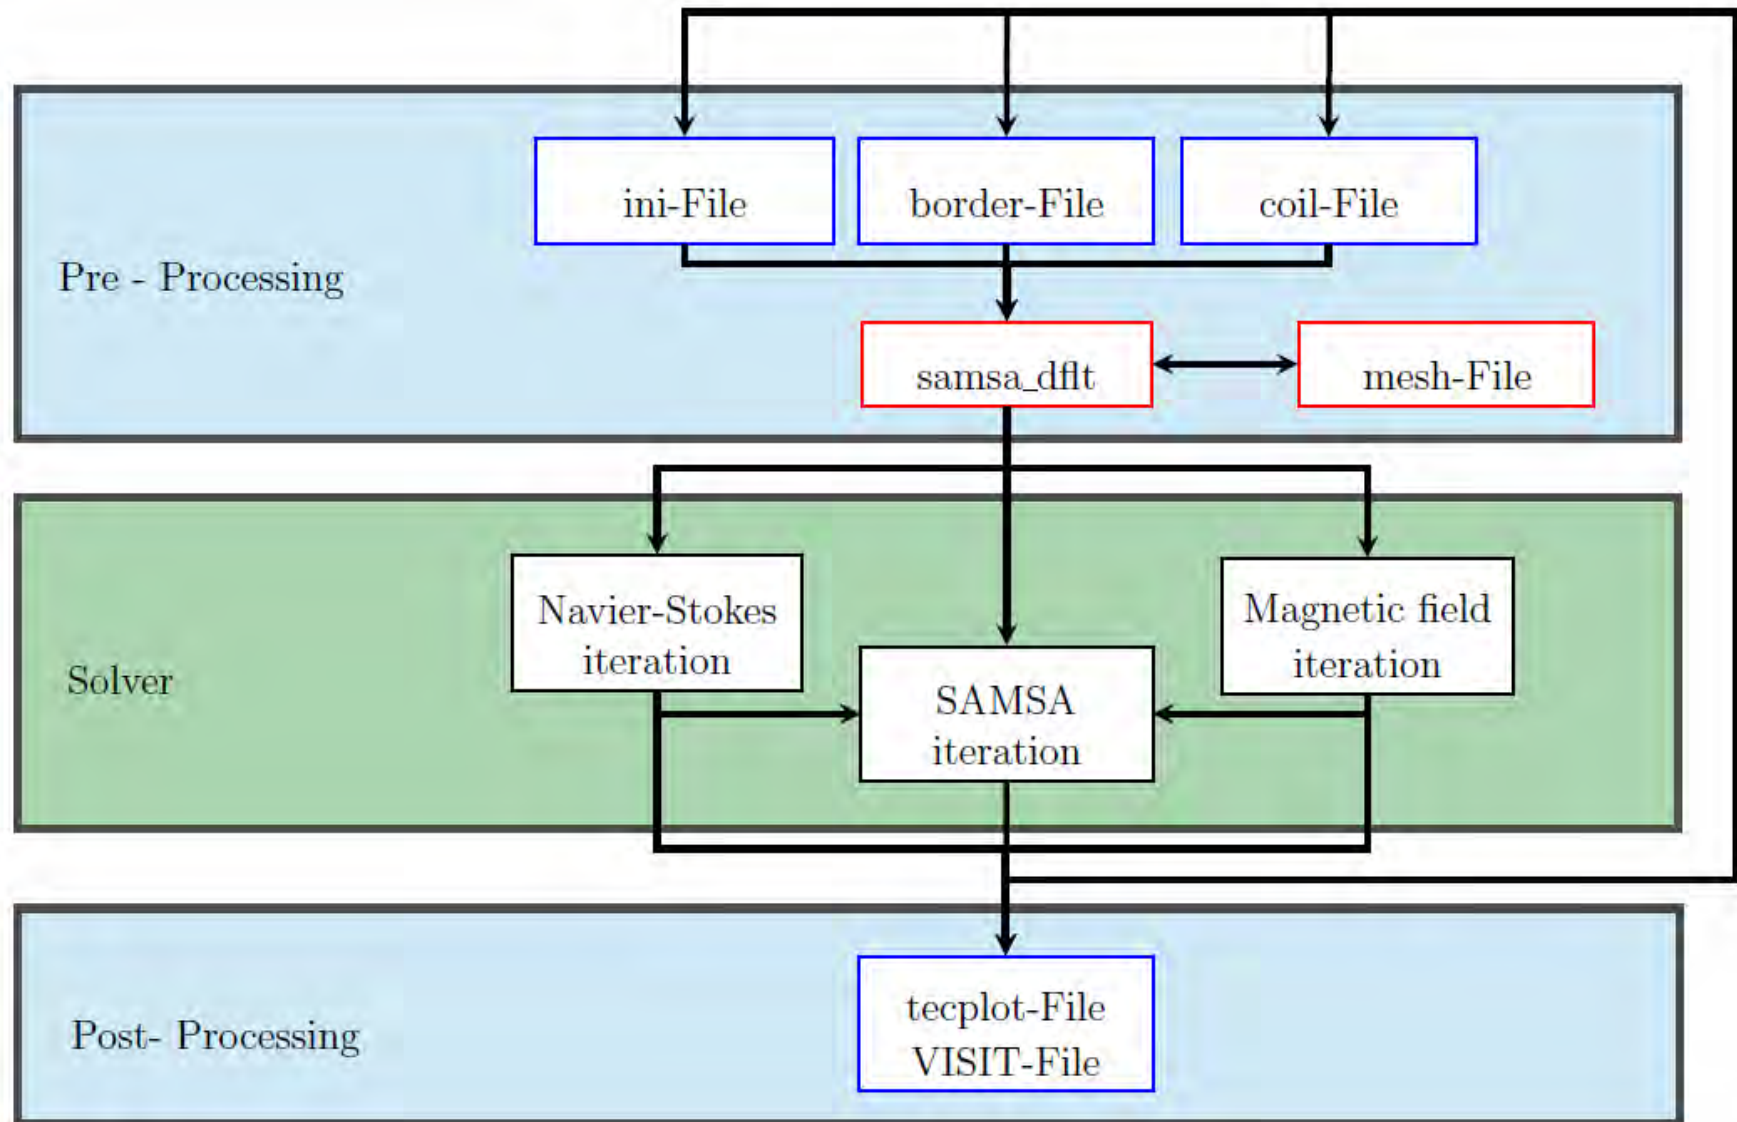 ini-File
border-File
coil-File
Pre - Processing
samsa_dflt
mesh-File
Navier-Stokes
iteration
Magnetic field
iteration
Solver
SAMSA
iteration
Post- Processing
tecplot-File
VISIT-File